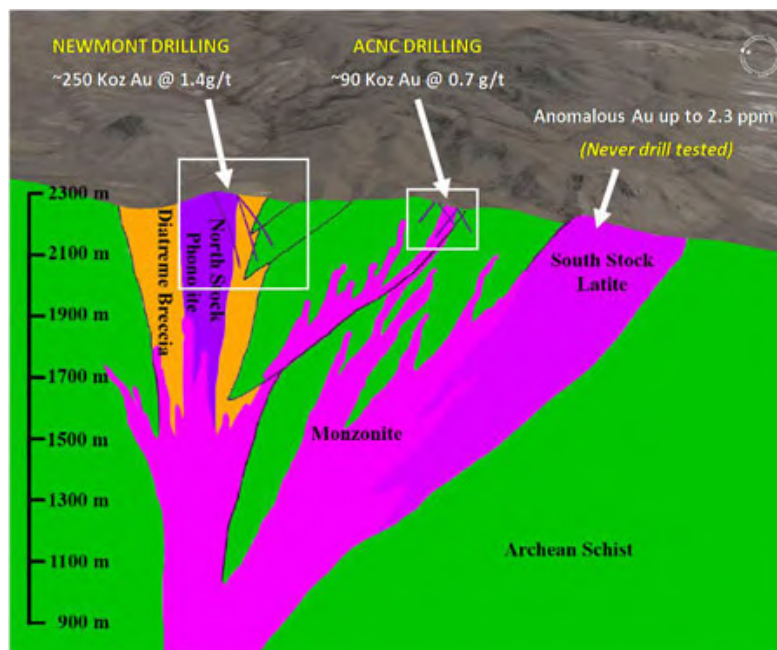 NEWMONT DRILLING
~250 Koz Au @ 1.4g/t
ACNC DRILLING
~90 Koz Au @ 0.7 g/t
Anomalous Au up to 2.3 ppm
(Never drill tested)
2300 m
2100 m
1900 m
1700 m
1500 m
1300 m
1100 m
900 m
Diatreme Breccia
North Stock
Phonolite
South Stock
Latite
Monzonite
Archean Schist